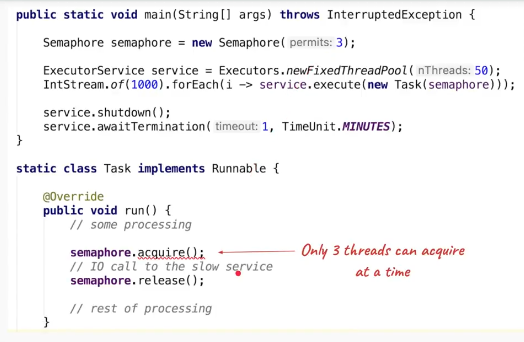 public static void main(String[] args) throws InterruptedException {
Semaphore semaphore = new Semaphore( permits: 3);
ExecutorService service = Executors.newFixedThreadPool( nThreads: 50);
IntStream.of(1000).forEach(i -> service.execute(new Task(semaphore)));
service.shutdown();
service.awaitTermination( timeout: 1, TimeUnit.MINUTES);
}
static class Task implements Runnable {
@Override
public void run() {
// some processing
semaphore.acquire();
Only 3 threads can acquire
at a time
// IO call to the slow service
semaphore.release();
// rest of processing
}